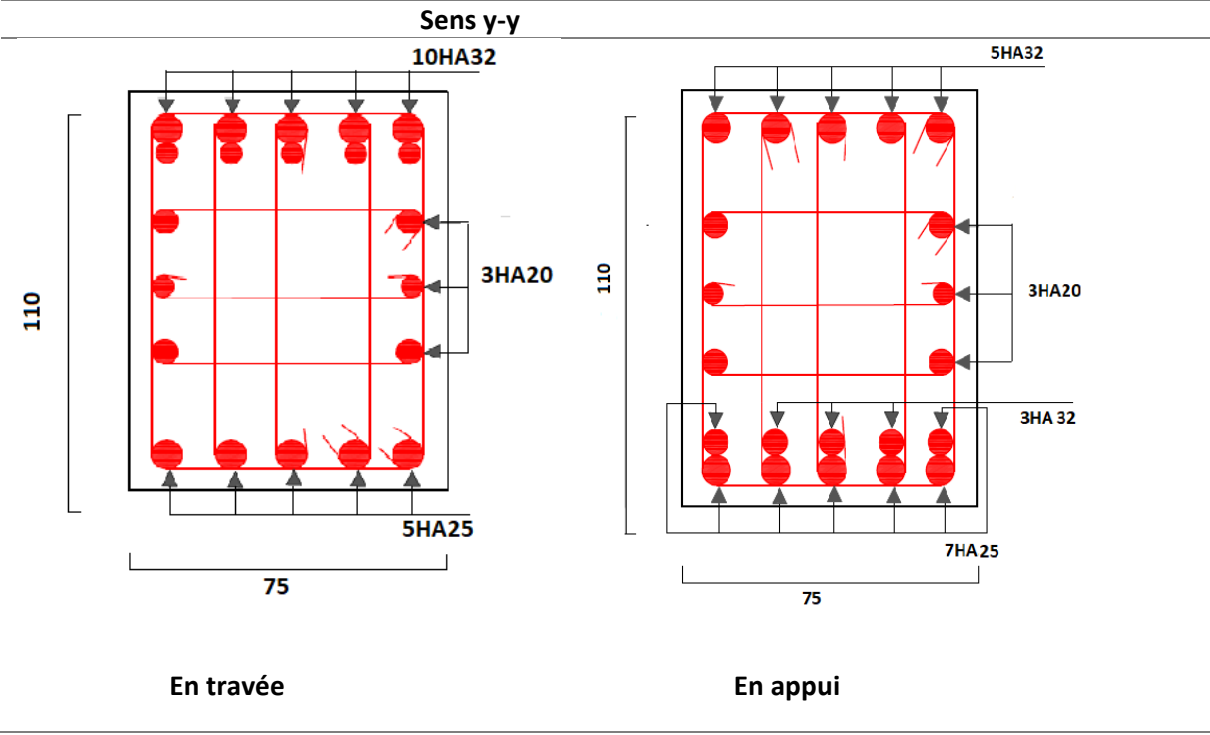 Sens y-y
10HA32
3HA20
110
5HA25
75
En travée
5HA32
3HA20
110
3HA 32
7HA25
75
En appui